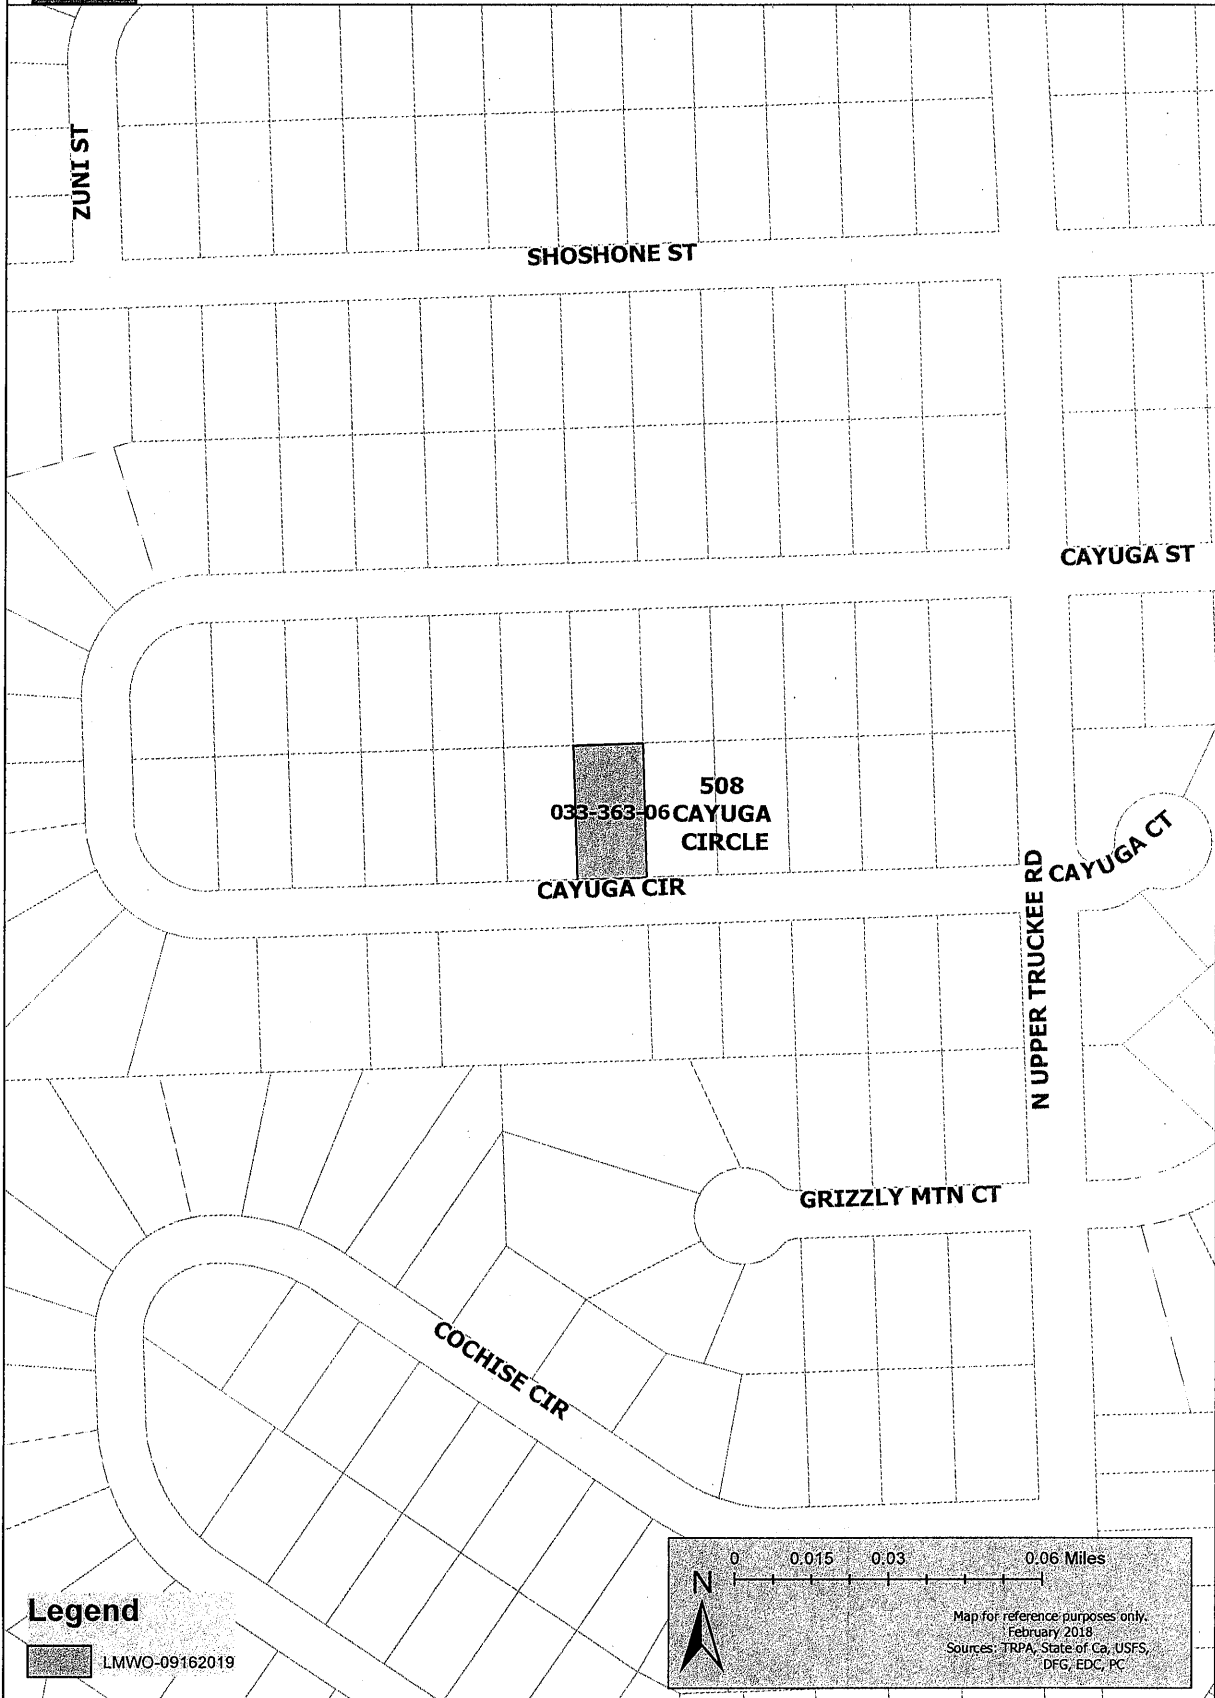 ZUNI ST
SHOSHONE ST
CAYUGA ST
508
033-363-06 CAYUGA
CIRCLE
CAYUGA CIR
CAYUGA CT
N UPPER TRUCKEE RD
GRIZZLY MTN CT
COCHISE CIR
0 0.015 0.03 0.06 Miles
N
Map for reference purposes only.
February 2018
Sources: TRPA, State of Ca, USFS,
DFG, EDC, PC
Legend
LMWO-09162019